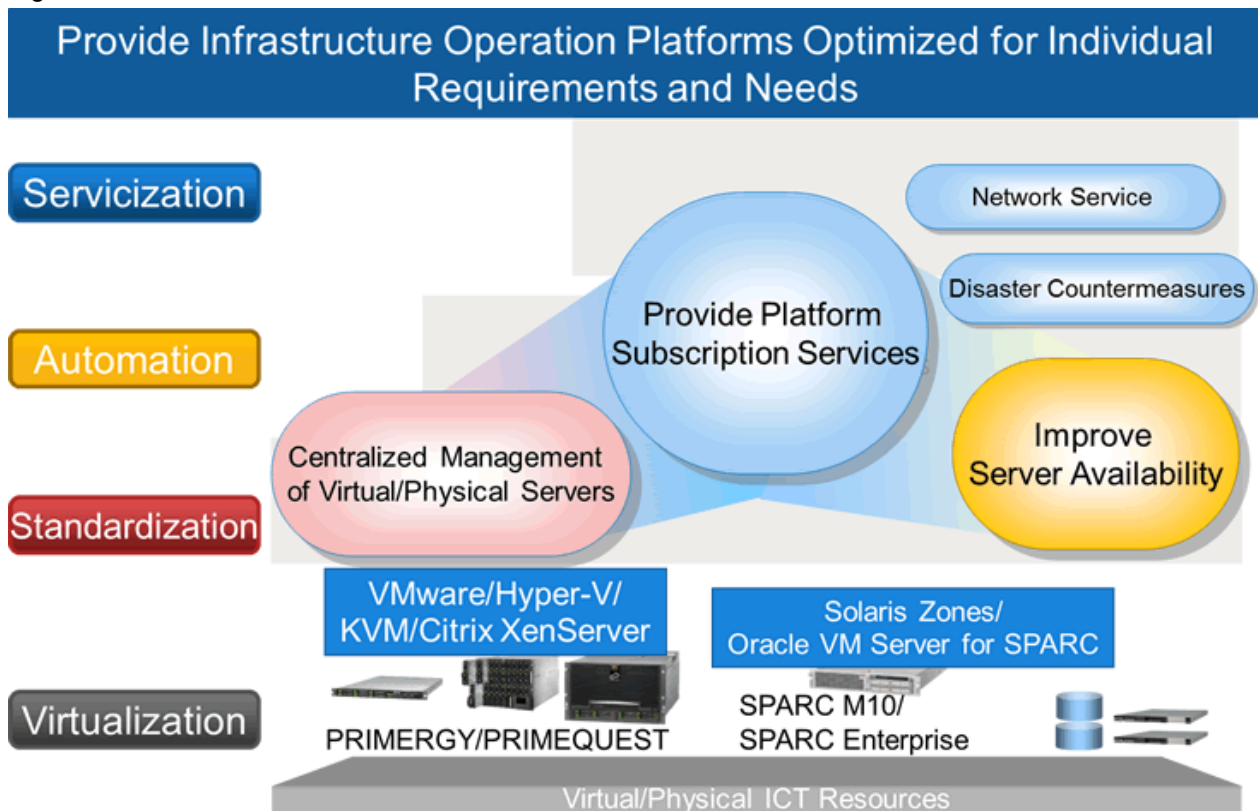 Provide Infrastructure Operation Platforms Optimized for Individual
Requirements and Needs
Servicization
Network Service
Disaster Countermeasures
Provide Platform
Subscription Services
Automation
Improve
Server Availability
Centralized Management
of Virtual/Physical Servers
Standardization
VMware/Hyper-V/
KVM/Citrix XenServer
Solaris Zones/
Oracle VM Server for SPARC
Virtualization
PRIMERGY/PRIMEQUEST
SPARC M10/
SPARC Enterprise
Virtual/Physical ICT Resources